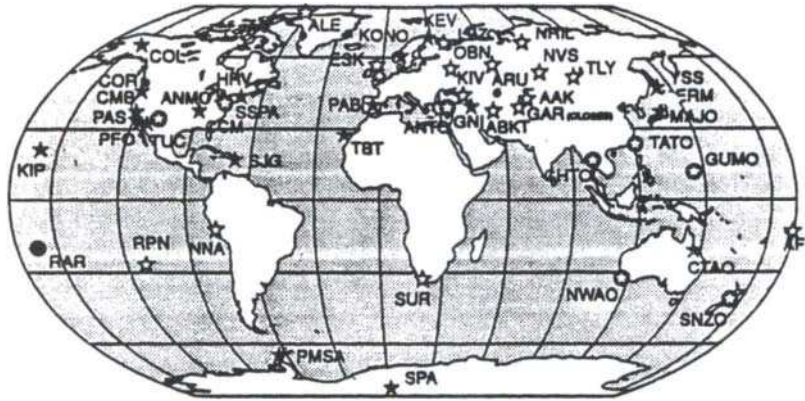 ALE
KEV
KONO
NRIL
COL
OBN
NVS
ESK
TLY
COR
HRV
KIV
ARU
YSS
CMB
ANMO
AAK
ERM
SSPA
PAB
GAR (CLOSED)
PAS
CCM
ANTO
GNI
ABKT
MAJO
PFO
TUC
TBT
TATO
KIP
SJG
CHTO
GUMO
RPN
NNA
RAR
CTAO
SUR
NWAO
SNZO
PMSA
SPA